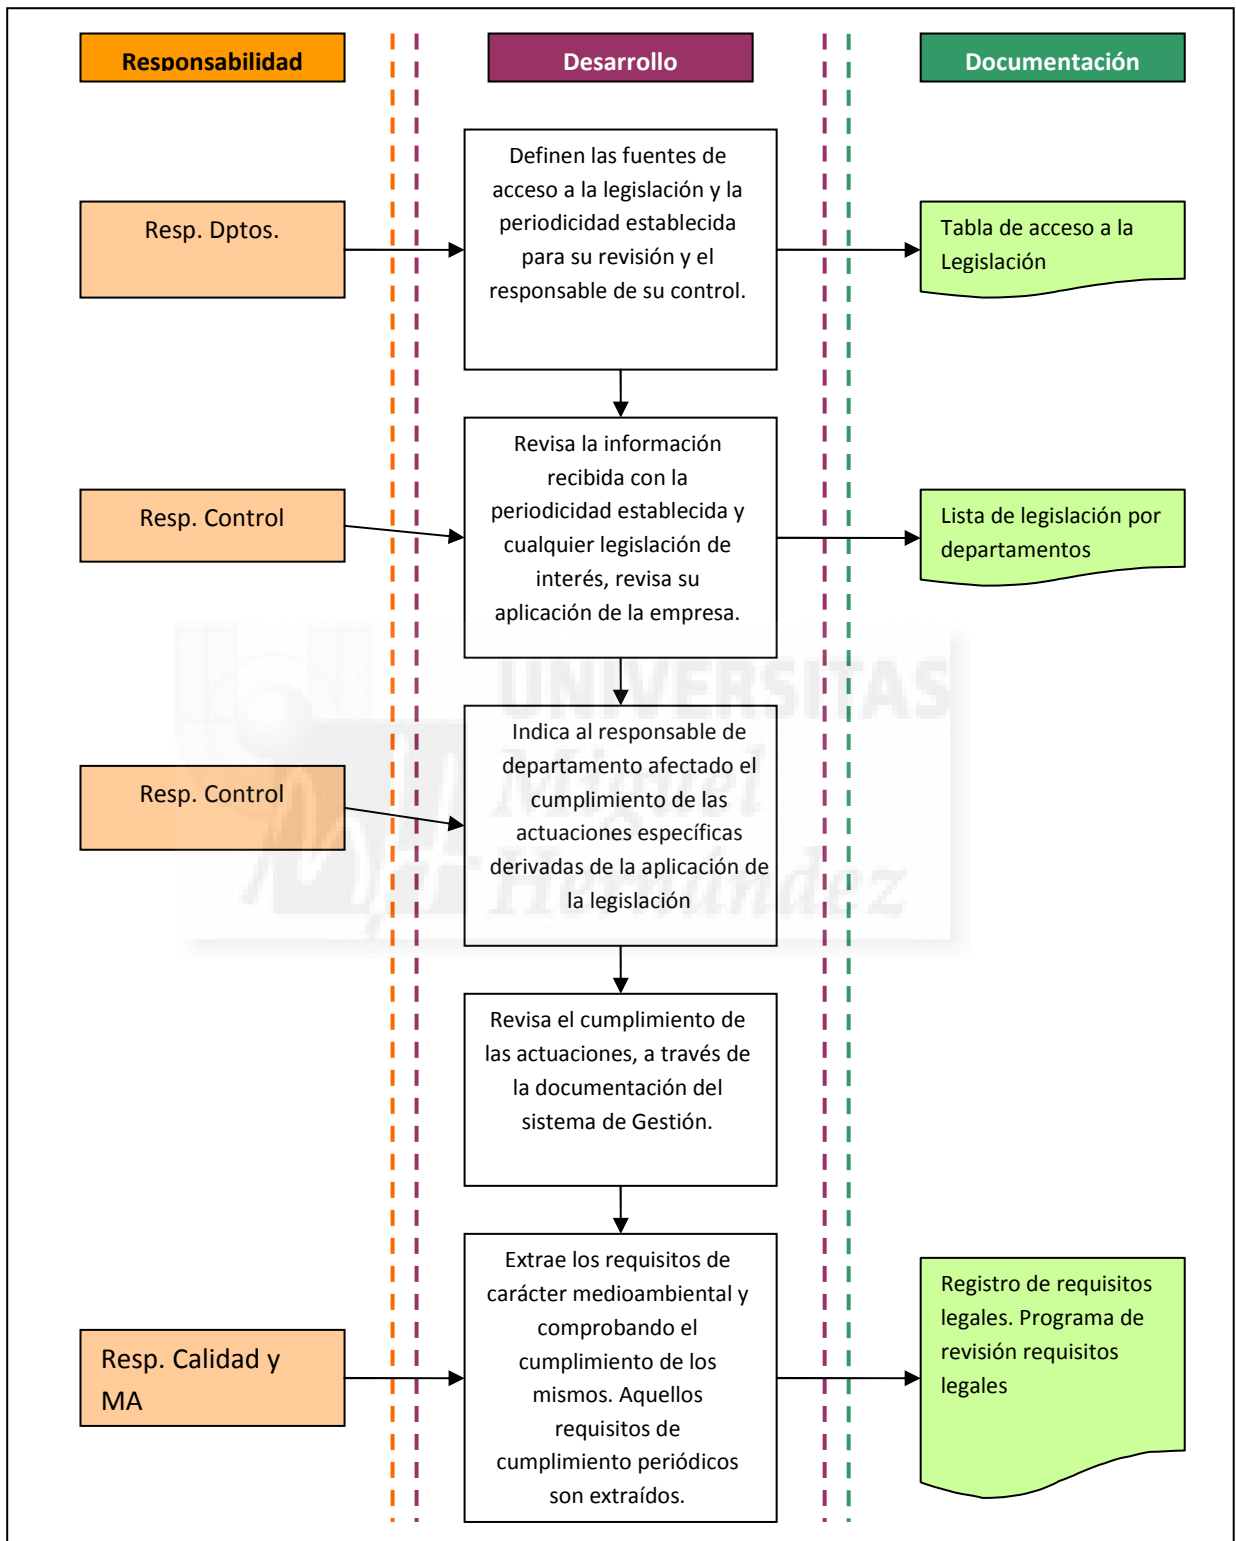 Responsabilidad
Desarrollo
Documentación
Resp. Dptos.
Definen las fuentes de
acceso a la legislación y la
periodicidad establecida
para su revisión y el
responsable de su control.
Tabla de acceso a la
Legislación
Resp. Control
Revisa la información
recibida con la
periodicidad establecida y
cualquier legislación de
interés, revisa su
aplicación de la empresa.
Lista de legislación por
departamentos
UNIVERSITAS
Miguel
Hernández
Resp. Control
Indica al responsable de
departamento afectado el
cumplimiento de las
actuaciones específicas
derivadas de la aplicación de
la legislación
Revisa el cumplimiento de
las actuaciones, a través de
la documentación del
sistema de Gestión.
Resp. Calidad y
MA
Extrae los requisitos de
carácter medioambiental y
comprobando el
cumplimiento de los
mismos. Aquellos
requisitos de
cumplimiento periódicos
son extraídos.
Registro de requisitos
legales. Programa de
revisión requisitos
legales